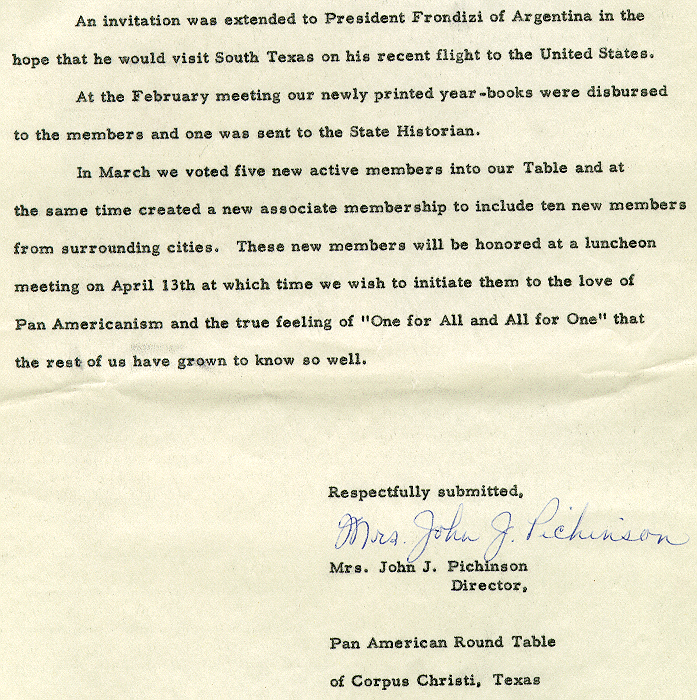 An invitation was extended to President Frondizi of Argentina in the
hope that he would visit South Texas on his recent flight to the United States.
At the February meeting our newly printed year-books were disbursed
to the members and one was sent to the State Historian.
In March we voted five new active members into our Table and at
the same time created a new associate membership to include ten new members
from surrounding cities. These new members will be honored at a luncheon
meeting on April 13th at which time we wish to initiate them to the love of
Pan Americanism and the true feeling of "One for All and All for One" that
the rest of us have grown to know so well.
Respectfully submitted,
Mrs. John J. Pichinson
Mrs. John J. Pichinson
Director,
Pan American Round Table
of Corpus Christi, Texas